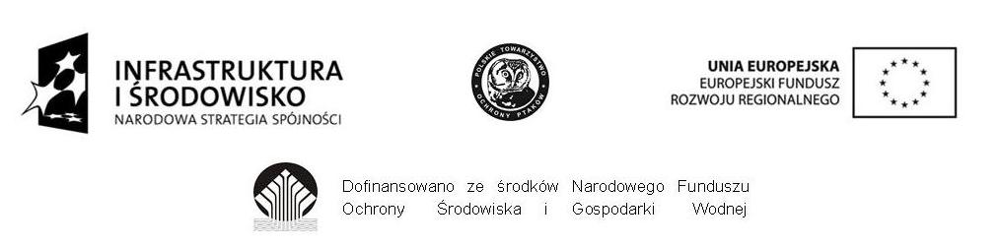 INFRASTRUKTURA
I ŚRODOWISKO
NARODOWA STRATEGIA SPÓJNOŚCI
POLSKIE TOWARZYSTWO
OCHRONY PTAKÓW
UNIA EUROPEJSKA
EUROPEJSKI FUNDUSZ
ROZWOJU REGIONALNEGO
Dofinansowano ze środków Narodowego Funduszu
Ochrony Środowiska i Gospodarki Wodnej